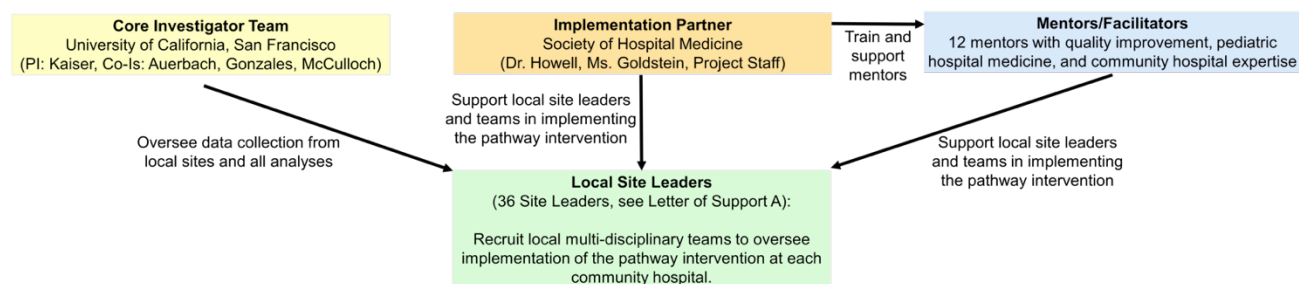 Core Investigator Team
University of California, San Francisco
(PI: Kaiser, Co-Is: Auerbach, Gonzales, McCulloch)
Implementation Partner
Society of Hospital Medicine
(Dr. Howell, Ms. Goldstein, Project Staff)
Train and
support
mentors
Mentors/Facilitators
12 mentors with quality improvement, pediatric
hospital medicine, and community hospital expertise
Oversee data collection from
local sites and all analyses
Support local site leaders
and teams in implementing
the pathway intervention
Support local site leaders
and teams in implementing
the pathway intervention
Local Site Leaders
(36 Site Leaders, see Letter of Support A):
Recruit local multi-disciplinary teams to oversee
implementation of the pathway intervention at each
community hospital.